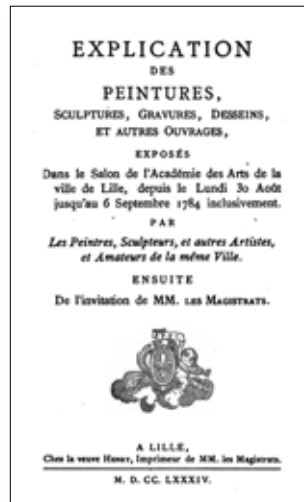 EXPLICATION
DES
PEINTURES,
SCULPTURES, GRAVURES, DESSEINS,
ET AUTRES OUVRAGES,
EXPOSÉS
Dans le Salon de l'Académie des Arts de la
ville de Lille, depuis le Lundi 30 Août
jusqu'au 6 Septembre 1784 inclusivement.
PAR
Les Peintres, Sculpteurs, et autres Artistes,
et Amateurs de la même Ville.
ENSUITE
De l'invitation de MM. LES MAGISTRATS.
A LILLE,
Chez la veuve HENRY, Imprimeur de MM. les Magistrats.
M. D. CC. LXXXIV.